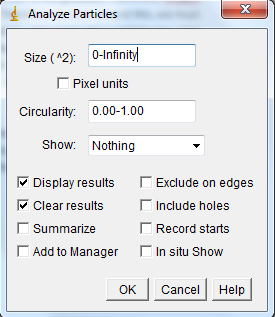 Analyze Particles
Size ( ^2): 0-Infinity
Pixel units
Circularity: 0.00-1.00
Show: Nothing
Display results Exclude on edges
Clear results Include holes
Summarize Record starts
Add to Manager In situ Show
OK Cancel Help